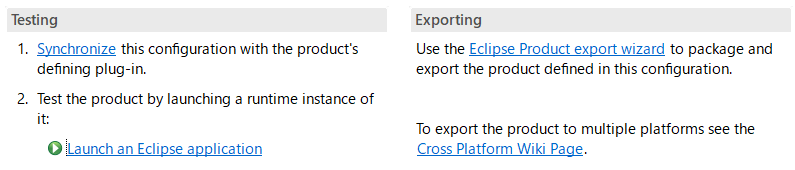 Testing
1. Synchronize this configuration with the product's
defining plug-in.
2. Test the product by launching a runtime instance of
it:
Launch an Eclipse application
Exporting
Use the Eclipse Product export wizard to package and
export the product defined in this configuration.
To export the product to multiple platforms see the
Cross Platform Wiki Page.